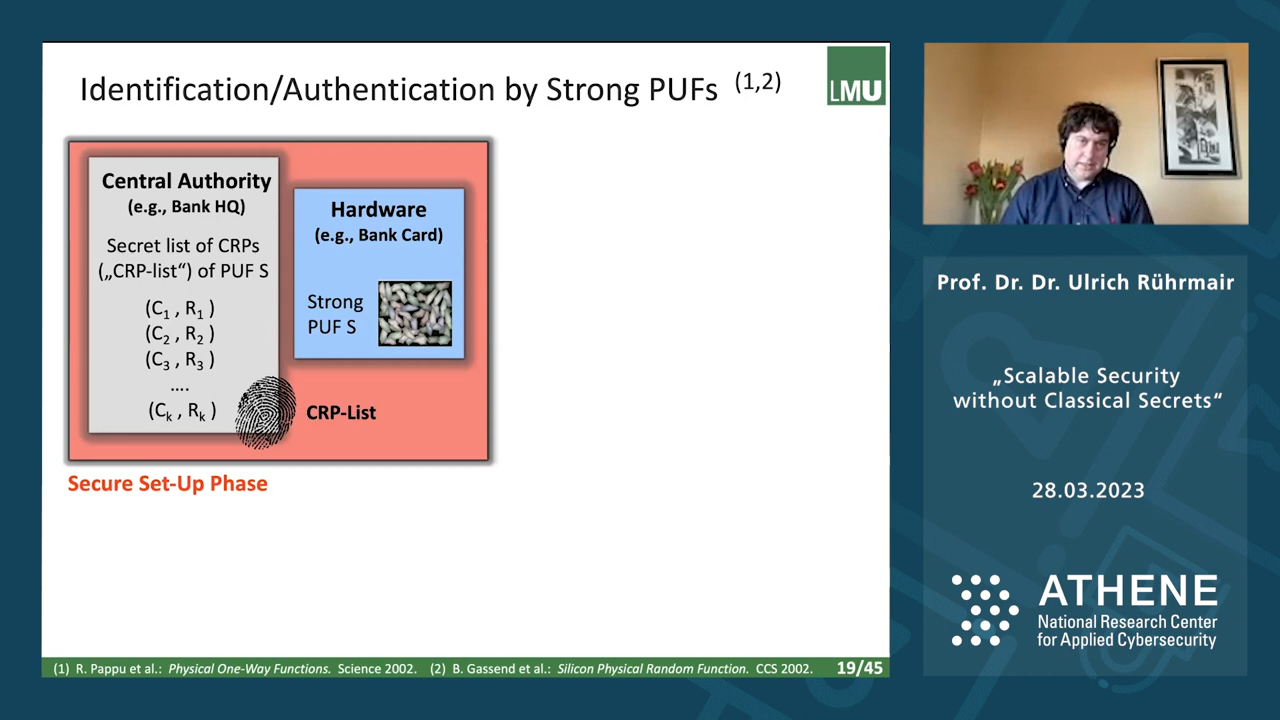 Identification/Authentication by Strong PUFs (1,2)
LMU
Central Authority
(e.g., Bank HQ)
Secret list of CRPs
(„CRP-list“) of PUF S
(C1 , R1 )
(C2 , R2 )
(C3 , R3 )
....
(Ck , Rk )
Hardware
(e.g., Bank Card)
Strong
PUF S
CRP-List
Secure Set-Up Phase
(1) R. Pappu et al.: Physical One-Way Functions. Science 2002. (2) B. Gassend et al.: Silicon Physical Random Function. CCS 2002. 19/45
Prof. Dr. Dr. Ulrich Rührmair
„Scalable Security
without Classical Secrets“
28.03.2023
ATHENE
National Research Center
for Applied Cybersecurity